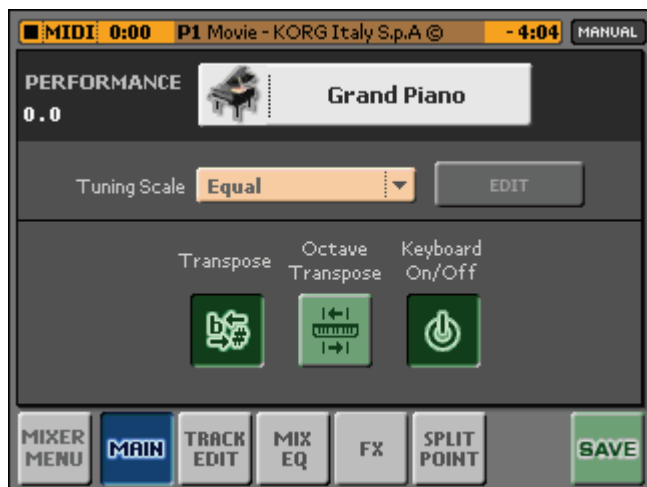 MIDI 0:00 P1 Movie - KORG Italy S.p.A © - 4:04 MANUAL
PERFORMANCE
0.0
Grand Piano
Tuning Scale Equal EDIT
Transpose
Octave
Transpose
Keyboard
On/Off
b #
MIXER
MENU
MAIN
TRACK
EDIT
MIX
EQ
FX
SPLIT
POINT
SAVE